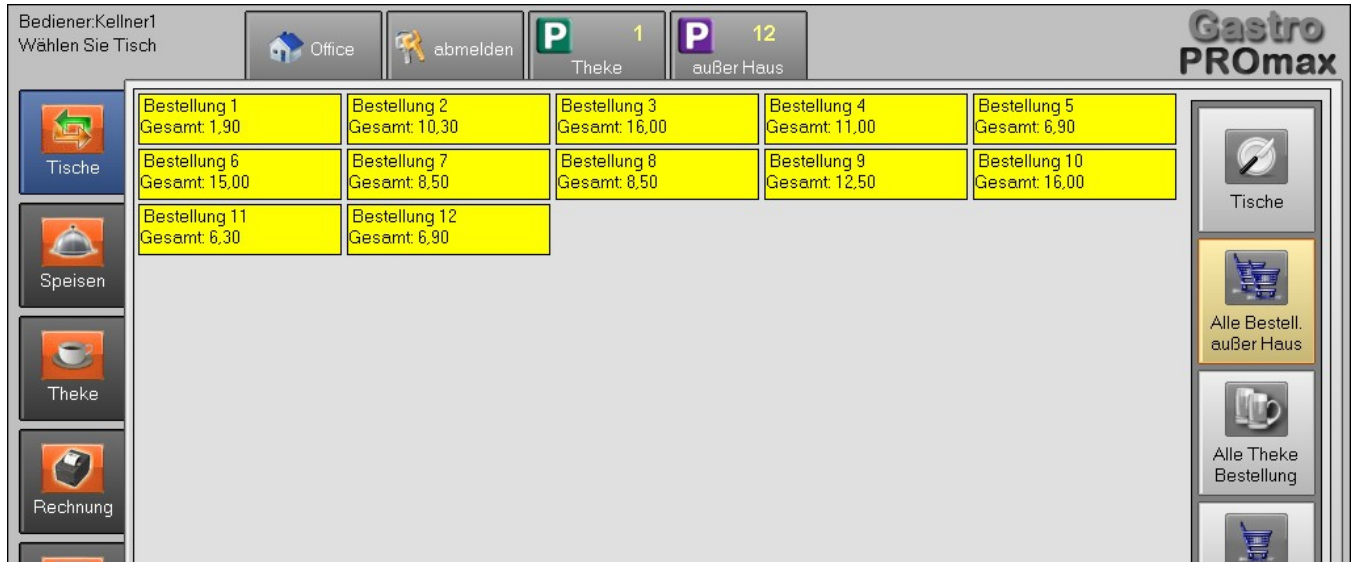 Bediener:Kellner1
Wählen Sie Tisch
Office
abmelden
P 1
Theke
P 12
außer Haus
Gastro
PROmax
Tische
Speisen
Theke
Rechnung
Bestellung 1
Gesamt: 1,90
Bestellung 2
Gesamt: 10,30
Bestellung 3
Gesamt: 16,00
Bestellung 4
Gesamt: 11,00
Bestellung 5
Gesamt: 6,90
Bestellung 6
Gesamt: 15,00
Bestellung 7
Gesamt: 8,50
Bestellung 8
Gesamt: 8,50
Bestellung 9
Gesamt: 12,50
Bestellung 10
Gesamt: 16,00
Bestellung 11
Gesamt: 6,30
Bestellung 12
Gesamt: 6,90
Tische
Alle Bestell.
außer Haus
Alle Theke
Bestellung